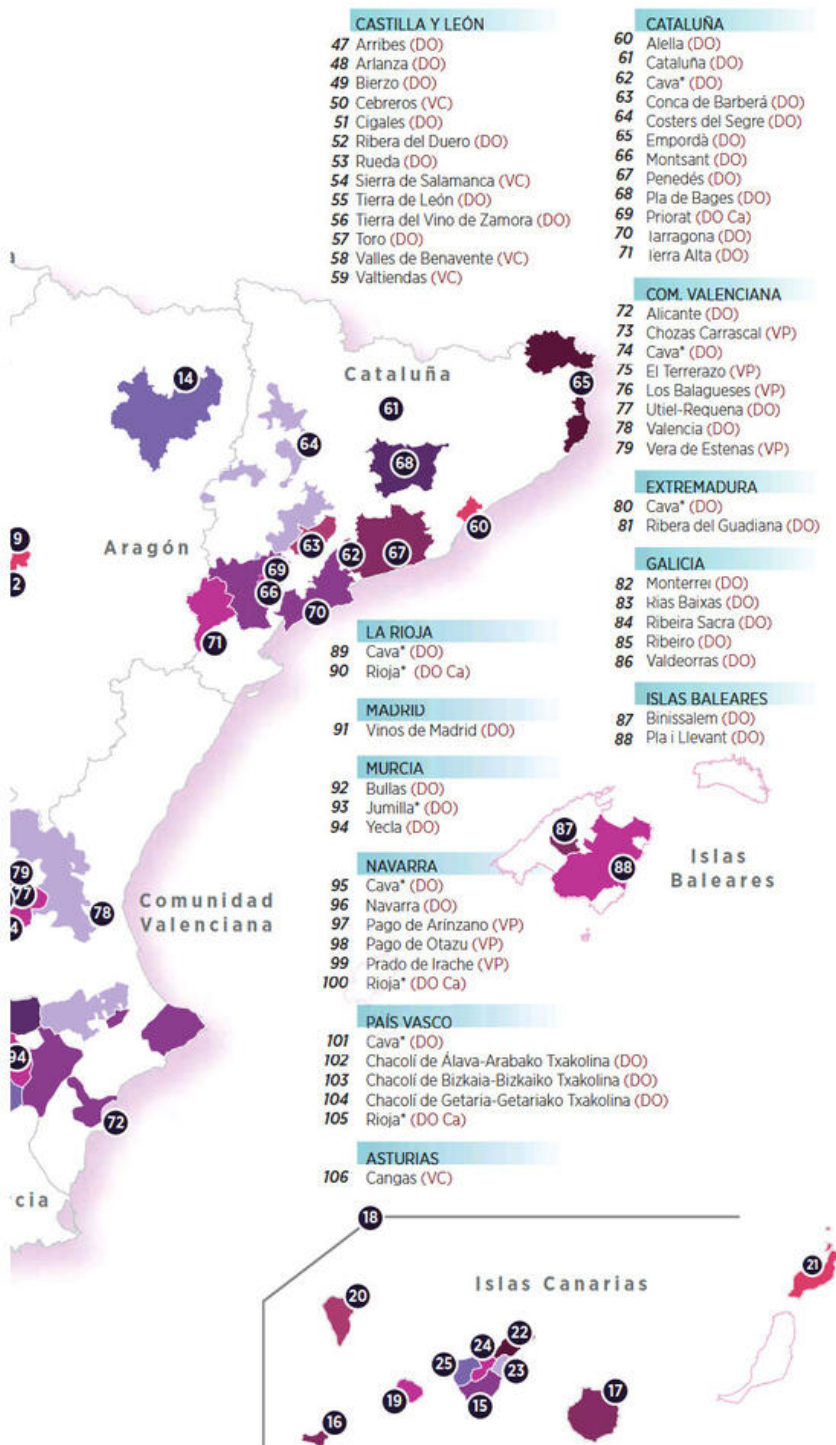 CASTILLA Y LEÓN
47 Arribes (DO)
48 Arlanza (DO)
49 Bierzo (DO)
50 Cebreros (VC)
51 Cigales (DO)
52 Ribera del Duero (DO)
53 Rueda (DO)
54 Sierra de Salamanca (VC)
55 Tierra de León (DO)
56 Tierra del Vino de Zamora (DO)
57 Toro (DO)
58 Valles de Benavente (VC)
59 Valtiendas (VC)
CATALUÑA
60 Alella (DO)
61 Cataluña (DO)
62 Cava* (DO)
63 Conca de Barberá (DO)
64 Costers del Segre (DO)
65 Empordà (DO)
66 Montsant (DO)
67 Penedés (DO)
68 Pla de Bages (DO)
69 Priorat (DO Ca)
70 Tarragona (DO)
71 Terra Alta (DO)
COM. VALENCIANA
72 Alicante (DO)
73 Chozas Carrascal (VP)
74 Cava* (DO)
75 El Terrerazo (VP)
76 Los Balagueses (VP)
77 Utiel-Requena (DO)
78 Valencia (DO)
79 Vera de Estenas (VP)
EXTREMADURA
80 Cava* (DO)
81 Ribera del Guadiana (DO)
GALICIA
82 Monterrei (DO)
83 Rias Baixas (DO)
84 Ribeira Sacra (DO)
85 Ribeiro (DO)
86 Valdeorras (DO)
ISLAS BALEARES
87 Binissalem (DO)
88 Pla i Llevant (DO)
LA RIOJA
89 Cava* (DO)
90 Rioja* (DO Ca)
MADRID
91 Vinos de Madrid (DO)
MURCIA
92 Bullas (DO)
93 Jumilla* (DO)
94 Yecla (DO)
NAVARRA
95 Cava* (DO)
96 Navarra (DO)
97 Pago de Arínzano (VP)
98 Pago de Otazu (VP)
99 Prado de Irache (VP)
100 Rioja* (DO Ca)
PAÍS VASCO
101 Cava* (DO)
102 Chacolí de Álava-Arabako Txakolina (DO)
103 Chacolí de Bizkaia-Bizkaiko Txakolina (DO)
104 Chacolí de Getaria-Getariako Txakolina (DO)
105 Rioja* (DO Ca)
ASTURIAS
106 Cangas (VC)
a
14
Cataluña
65
61
64
68
9
Aragón
60
63
62
67
2
69
66
70
71
87
88
Islas
Baleares
79
77
4
78
Comunidad
Valenciana
94
72
rcia
18
Islas Canarias
21
20
22
24
25
23
19
15
17
16